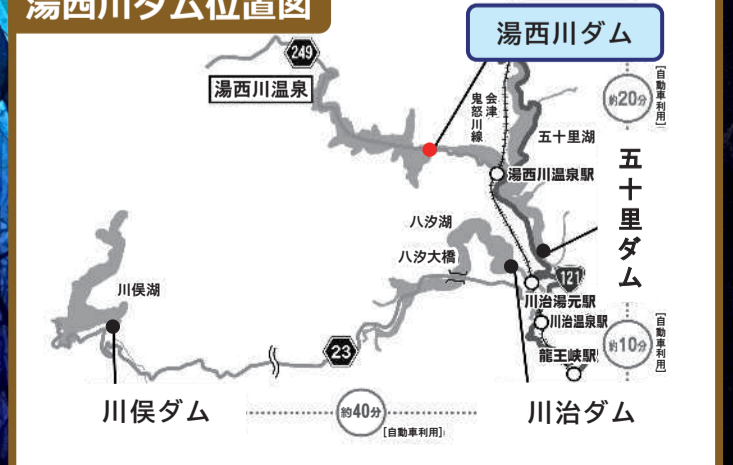 湯西川ダム位置図
湯西川ダム
249
湯西川温泉
会津
鬼怒川線
五十里湖
約20分
[自動車利用]
湯西川温泉駅
五十里ダム
八汐湖
八汐大橋
121
川俣湖
川治湯元駅
川治温泉駅
23
龍王峡駅
約10分
[自動車利用]
川俣ダム
約40分
[自動車利用]
川治ダム